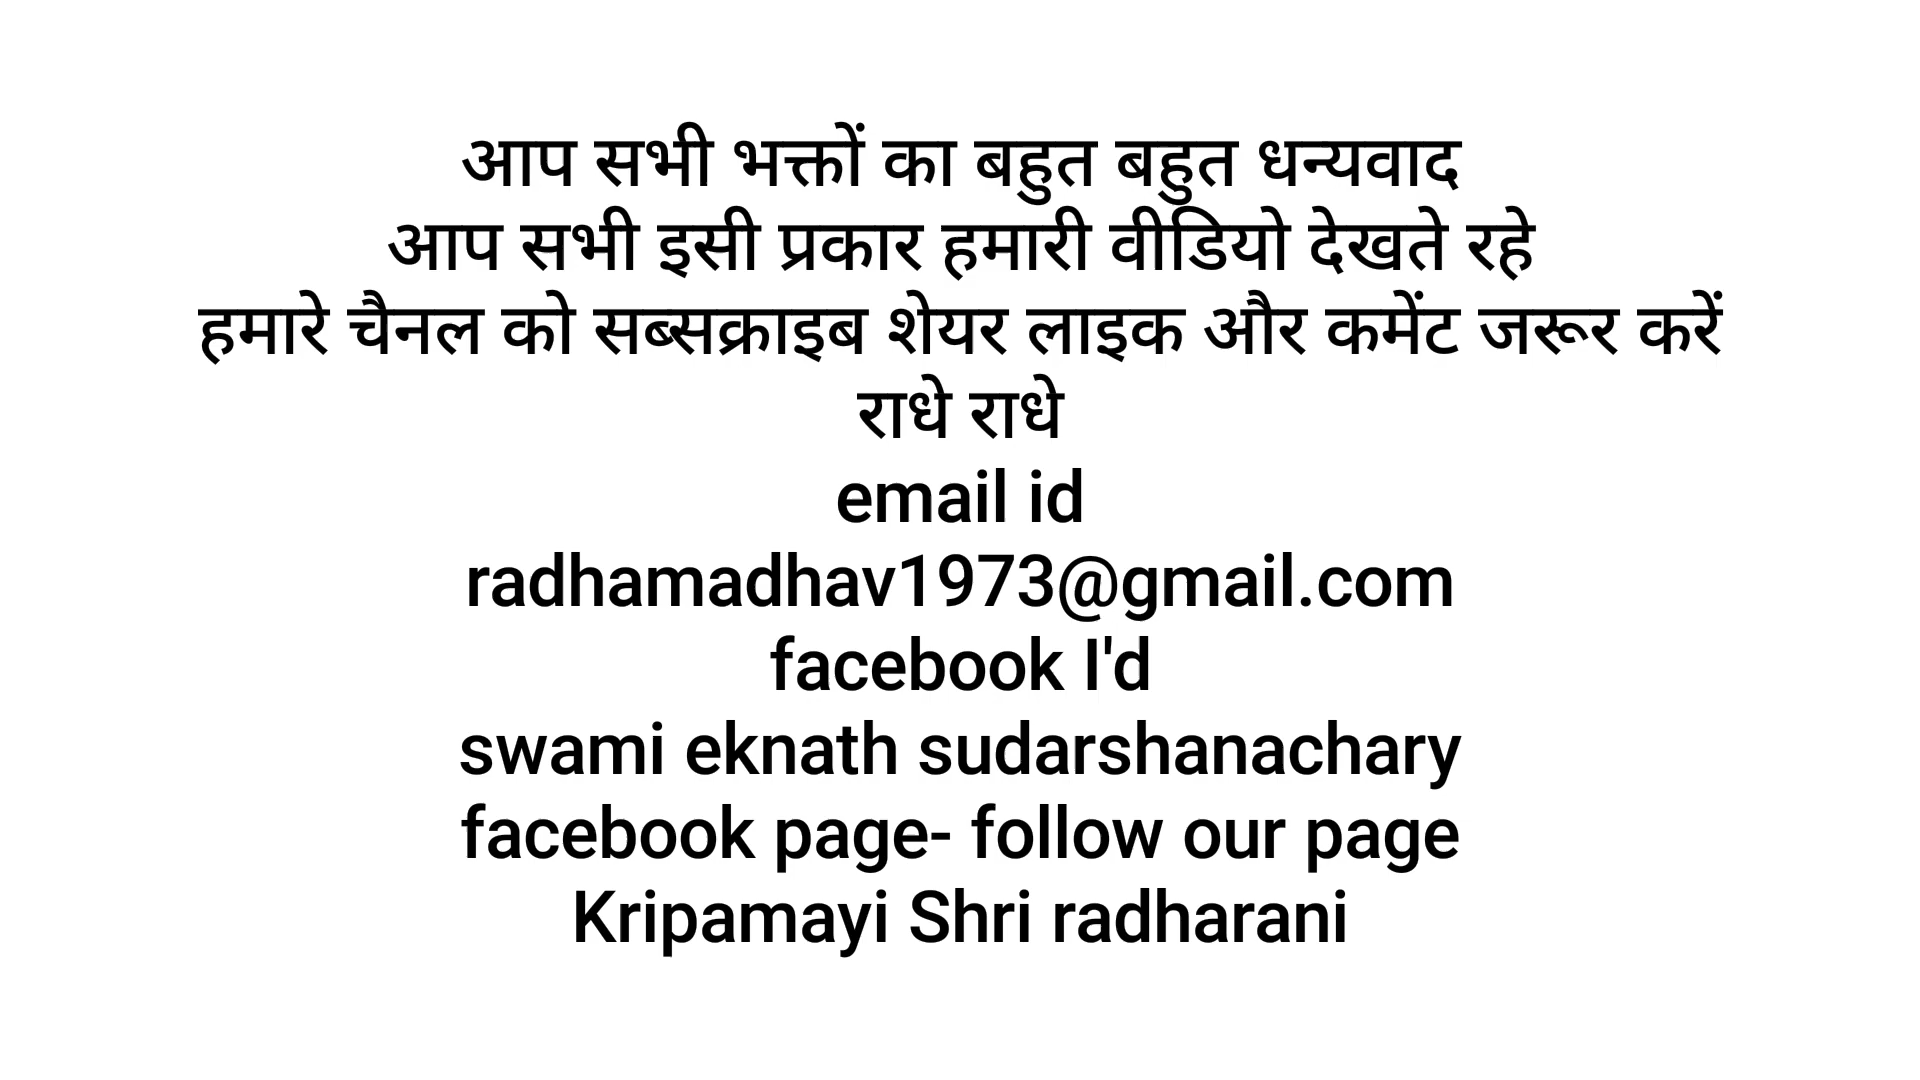 आप सभी भक्तों का बहुत बहुत धन्यवाद
आप सभी इसी प्रकार हमारी वीडियो देखते रहे
हमारे चैनल को सब्सक्राइब शेयर लाइक और कमेंट जरूर करें
राधे राधे
email id
radhamadhav1973@gmail.com
facebook I'd
swami eknath sudarshanachary
facebook page- follow our page
Kripamayi Shri radharani